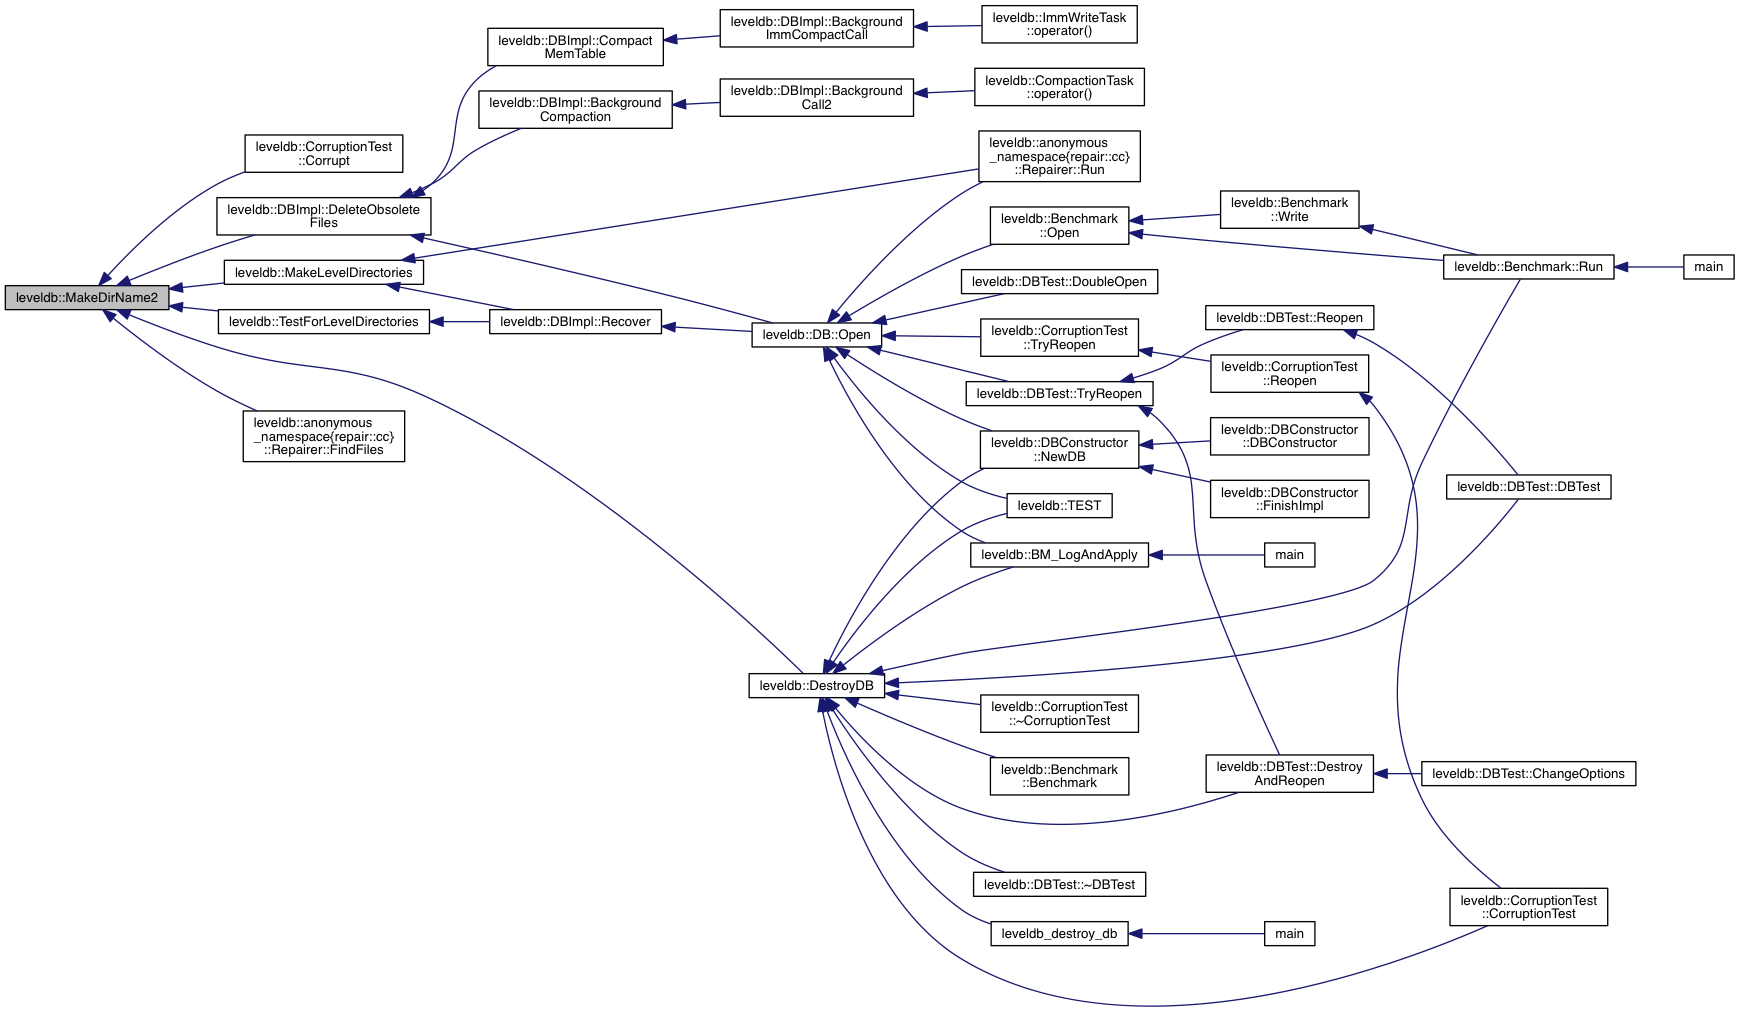 leveldb::MakeDirName2
leveldb::CorruptionTest
::Corrupt
leveldb::DBImpl::DeleteObsolete
Files
leveldb::MakeLevelDirectories
leveldb::TestForLevelDirectories
leveldb::anonymous
_namespace{repair::cc}
::Repairer::FindFiles
leveldb::DBImpl::Compact
MemTable
leveldb::DBImpl::Background
Compaction
leveldb::DBImpl::Recover
leveldb::DBImpl::Background
ImmCompactCall
leveldb::DBImpl::Background
Call2
leveldb::DB::Open
leveldb::DestroyDB
leveldb::ImmWriteTask
::operator()
leveldb::CompactionTask
::operator()
leveldb::anonymous
_namespace{repair::cc}
::Repairer::Run
leveldb::Benchmark
::Open
leveldb::DBTest::DoubleOpen
leveldb::CorruptionTest
::TryReopen
leveldb::DBTest::TryReopen
leveldb::DBConstructor
::NewDB
leveldb::TEST
leveldb::BM_LogAndApply
leveldb::CorruptionTest
::~CorruptionTest
leveldb::Benchmark
::Benchmark
leveldb::DBTest::~DBTest
leveldb_destroy_db
leveldb::Benchmark
::Write
leveldb::DBTest::Reopen
leveldb::CorruptionTest
::Reopen
leveldb::DBConstructor
::DBConstructor
leveldb::DBConstructor
::FinishImpl
main
leveldb::DBTest::Destroy
AndReopen
main
leveldb::Benchmark::Run
leveldb::DBTest::DBTest
leveldb::DBTest::ChangeOptions
leveldb::CorruptionTest
::CorruptionTest
main